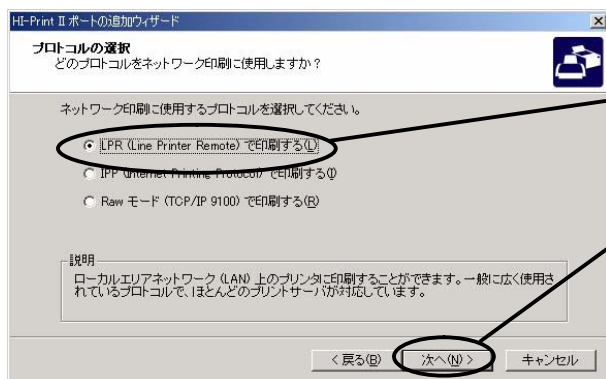 HI-Print II ポートの追加ウィザード
プロトコルの選択
どのプロトコルをネットワーク印刷に使用しますか?
ネットワーク印刷に使用するプロトコルを選択してください。
LPR (Line Printer Remote) で印刷する(L)
IPP (Internet Printing Protocol) で印刷する(I)
Raw モード (TCP/IP 9100) で印刷する(R)
説明
ローカルエリアネットワーク (LAN) 上のプリンタに印刷することができます。一般に広く使用さ
れているプロトコルで、ほとんどのプリントサーバが対応しています。
< 戻る(B)
次へ(N) >
キャンセル